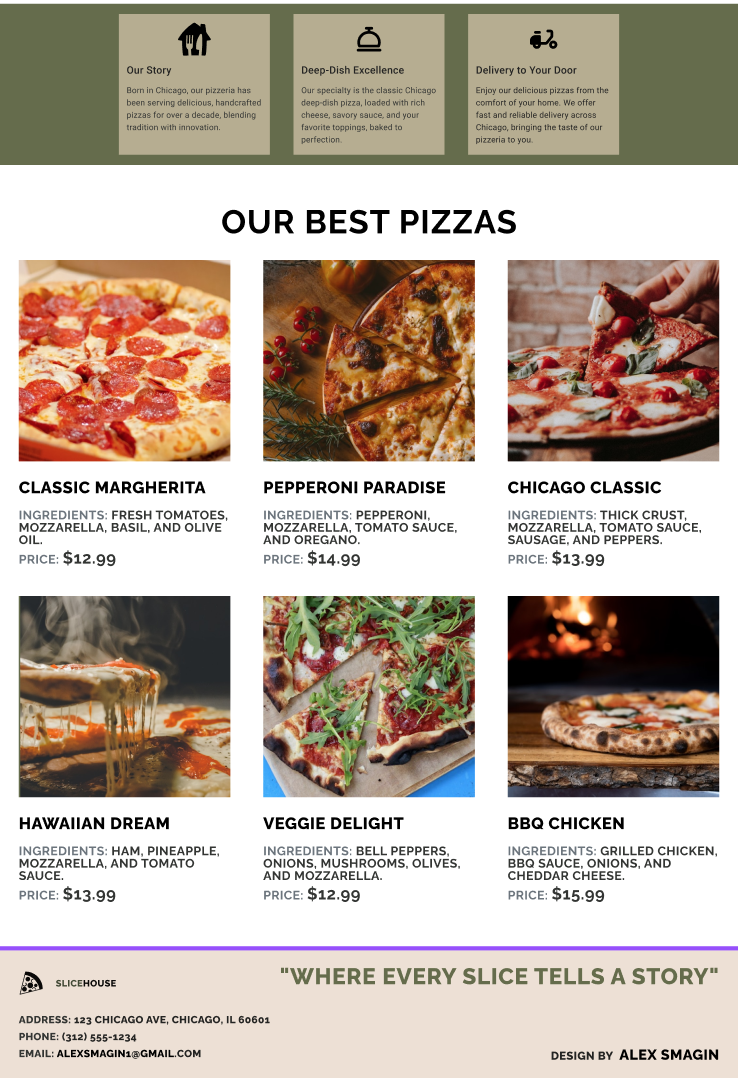 Our Story
Born in Chicago, our pizzeria has
been serving delicious, handcrafted
pizzas for over a decade, blending
tradition with innovation.
Deep-Dish Excellence
Our specialty is the classic Chicago
deep-dish pizza, loaded with rich
cheese, savory sauce, and your
favorite toppings, baked to
perfection.
Delivery to Your Door
Enjoy our delicious pizzas from the
comfort of your home. We offer
fast and reliable delivery across
Chicago, bringing the taste of our
pizzeria to you.
OUR BEST PIZZAS
CLASSIC MARGHERITA
INGREDIENTS: FRESH TOMATOES,
MOZZARELLA, BASIL, AND OLIVE
OIL.
PRICE: $12.99
PEPPERONI PARADISE
INGREDIENTS: PEPPERONI,
MOZZARELLA, TOMATO SAUCE,
AND OREGANO.
PRICE: $14.99
CHICAGO CLASSIC
INGREDIENTS: THICK CRUST,
MOZZARELLA, TOMATO SAUCE,
SAUSAGE, AND PEPPERS.
PRICE: $13.99
HAWAIIAN DREAM
INGREDIENTS: HAM, PINEAPPLE,
MOZZARELLA, AND TOMATO
SAUCE.
PRICE: $13.99
VEGGIE DELIGHT
INGREDIENTS: BELL PEPPERS,
ONIONS, MUSHROOMS, OLIVES,
AND MOZZARELLA.
PRICE: $12.99
BBQ CHICKEN
INGREDIENTS: GRILLED CHICKEN,
BBQ SAUCE, ONIONS, AND
CHEDDAR CHEESE.
PRICE: $15.99
SLICEHOUSE
"WHERE EVERY SLICE TELLS A STORY"
ADDRESS: 123 CHICAGO AVE, CHICAGO, IL 60601
PHONE: (312) 555-1234
EMAIL: ALEXSMAGIN1@GMAIL.COM
DESIGN BY ALEX SMAGIN